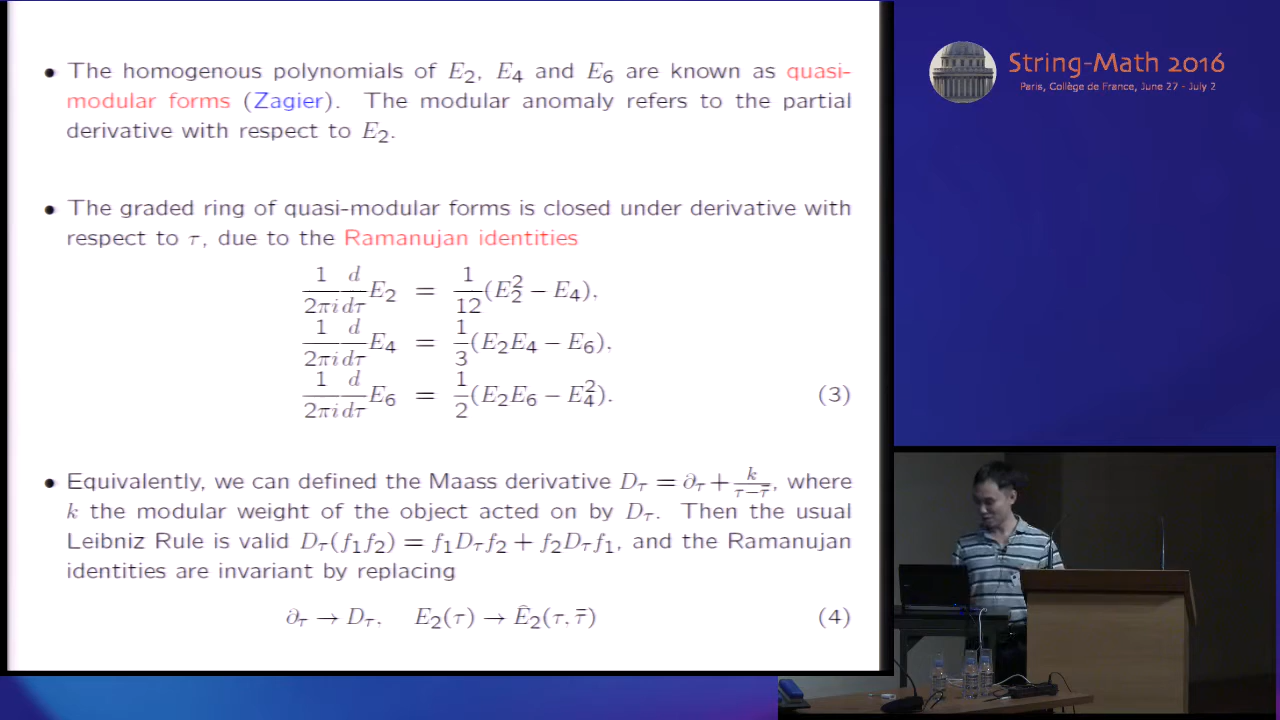 • The homogenous polynomials of E₂, E₄ and E₆ are known as quasi-
modular forms (Zagier). The modular anomaly refers to the partial
derivative with respect to E₂.
• The graded ring of quasi-modular forms is closed under derivative with
respect to τ, due to the Ramanujan identities
1/2πi d/dτ E₂ = 1/12 (E₂² − E₄),
1/2πi d/dτ E₄ = 1/3 (E₂E₄ − E₆),
1/2πi d/dτ E₆ = 1/2 (E₂E₆ − E₄²). (3)
• Equivalently, we can defined the Maass derivative D_τ = ∂_τ + k/(τ−τ̄), where
k the modular weight of the object acted on by D_τ. Then the usual
Leibniz Rule is valid D_τ(f₁f₂) = f₁D_τf₂ + f₂D_τf₁, and the Ramanujan
identities are invariant by replacing
∂_τ → D_τ, E₂(τ) → Ê₂(τ, τ̄) (4)
String-Math 2016
Paris, Collège de France, June 27 - July 2